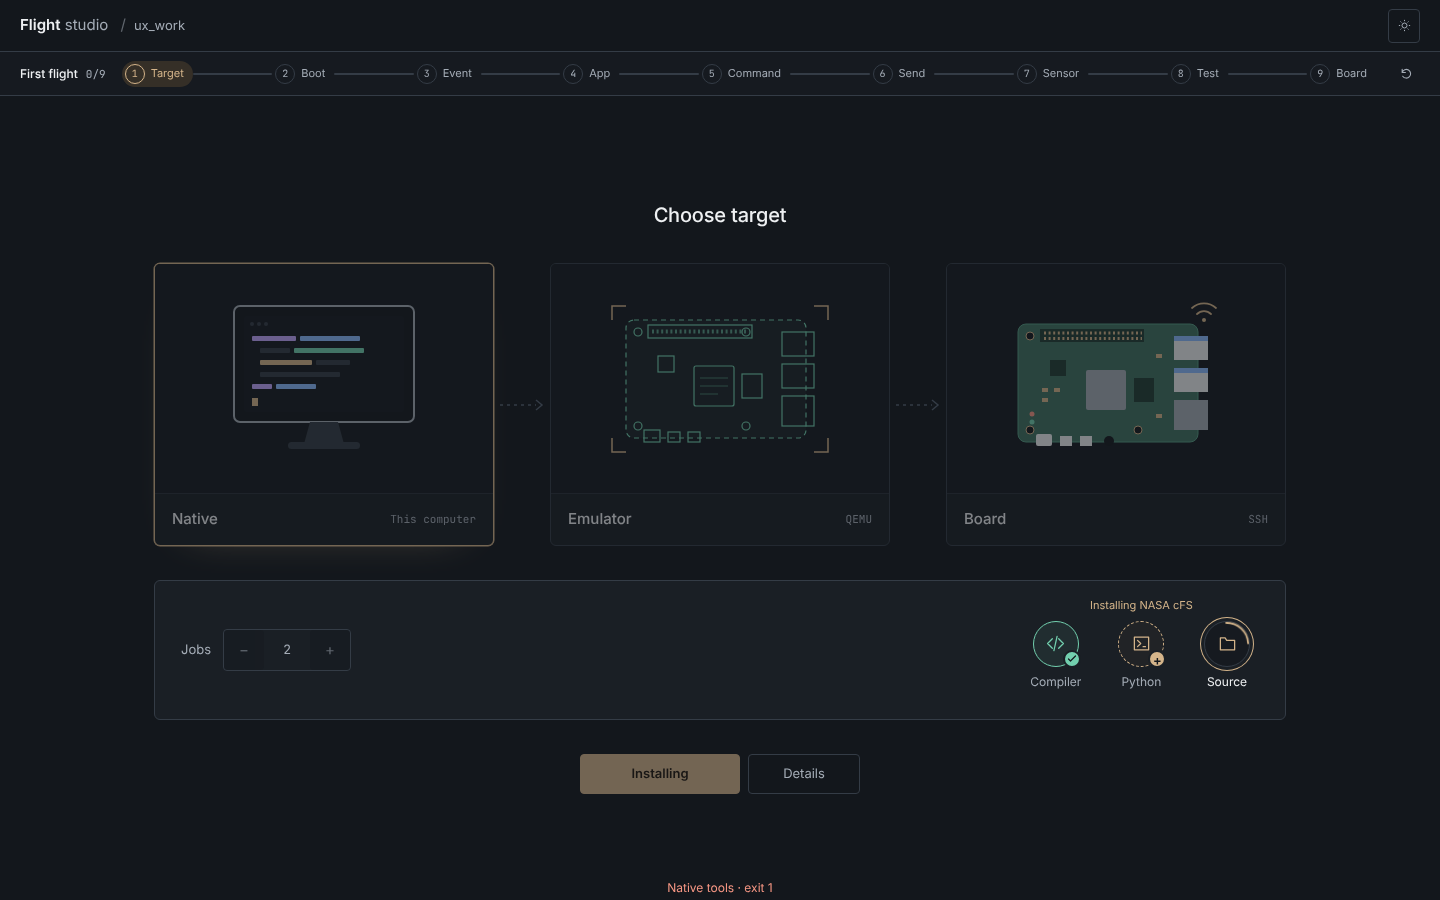 Flight studio / ux_work
First flight 0/9 1 Target 2 Boot 3 Event 4 App 5 Command 6 Send 7 Sensor 8 Test 9 Board
Choose target
Native This computer
Emulator QEMU
Board SSH
Installing NASA cFS
Jobs − 2 +
Compiler Python Source
Installing Details
Native tools · exit 1